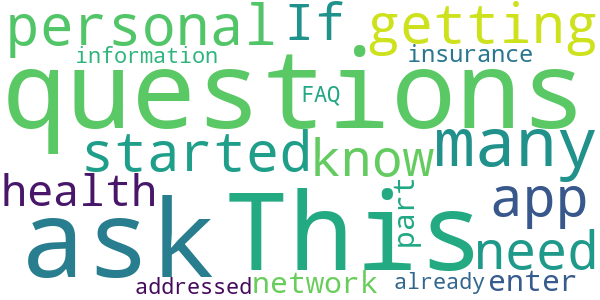 personal If getting
information insurance
questions
FAQ
started know many
health part app
ask This need
addressed network already enter